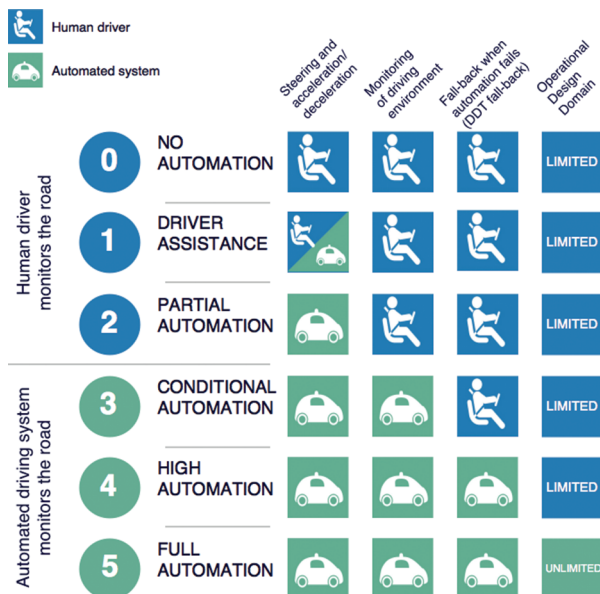 Human driver
Automated system
Steering and
acceleration/
deceleration
Monitoring
of driving
environment
Fall-back when
automation fails
(DDT fall-back)
Operational
Design
Domain
Human driver
monitors the road
0
NO
AUTOMATION
LIMITED
1
DRIVER
ASSISTANCE
LIMITED
2
PARTIAL
AUTOMATION
LIMITED
Automated driving system
monitors the road
3
CONDITIONAL
AUTOMATION
LIMITED
4
HIGH
AUTOMATION
LIMITED
5
FULL
AUTOMATION
UNLIMITED